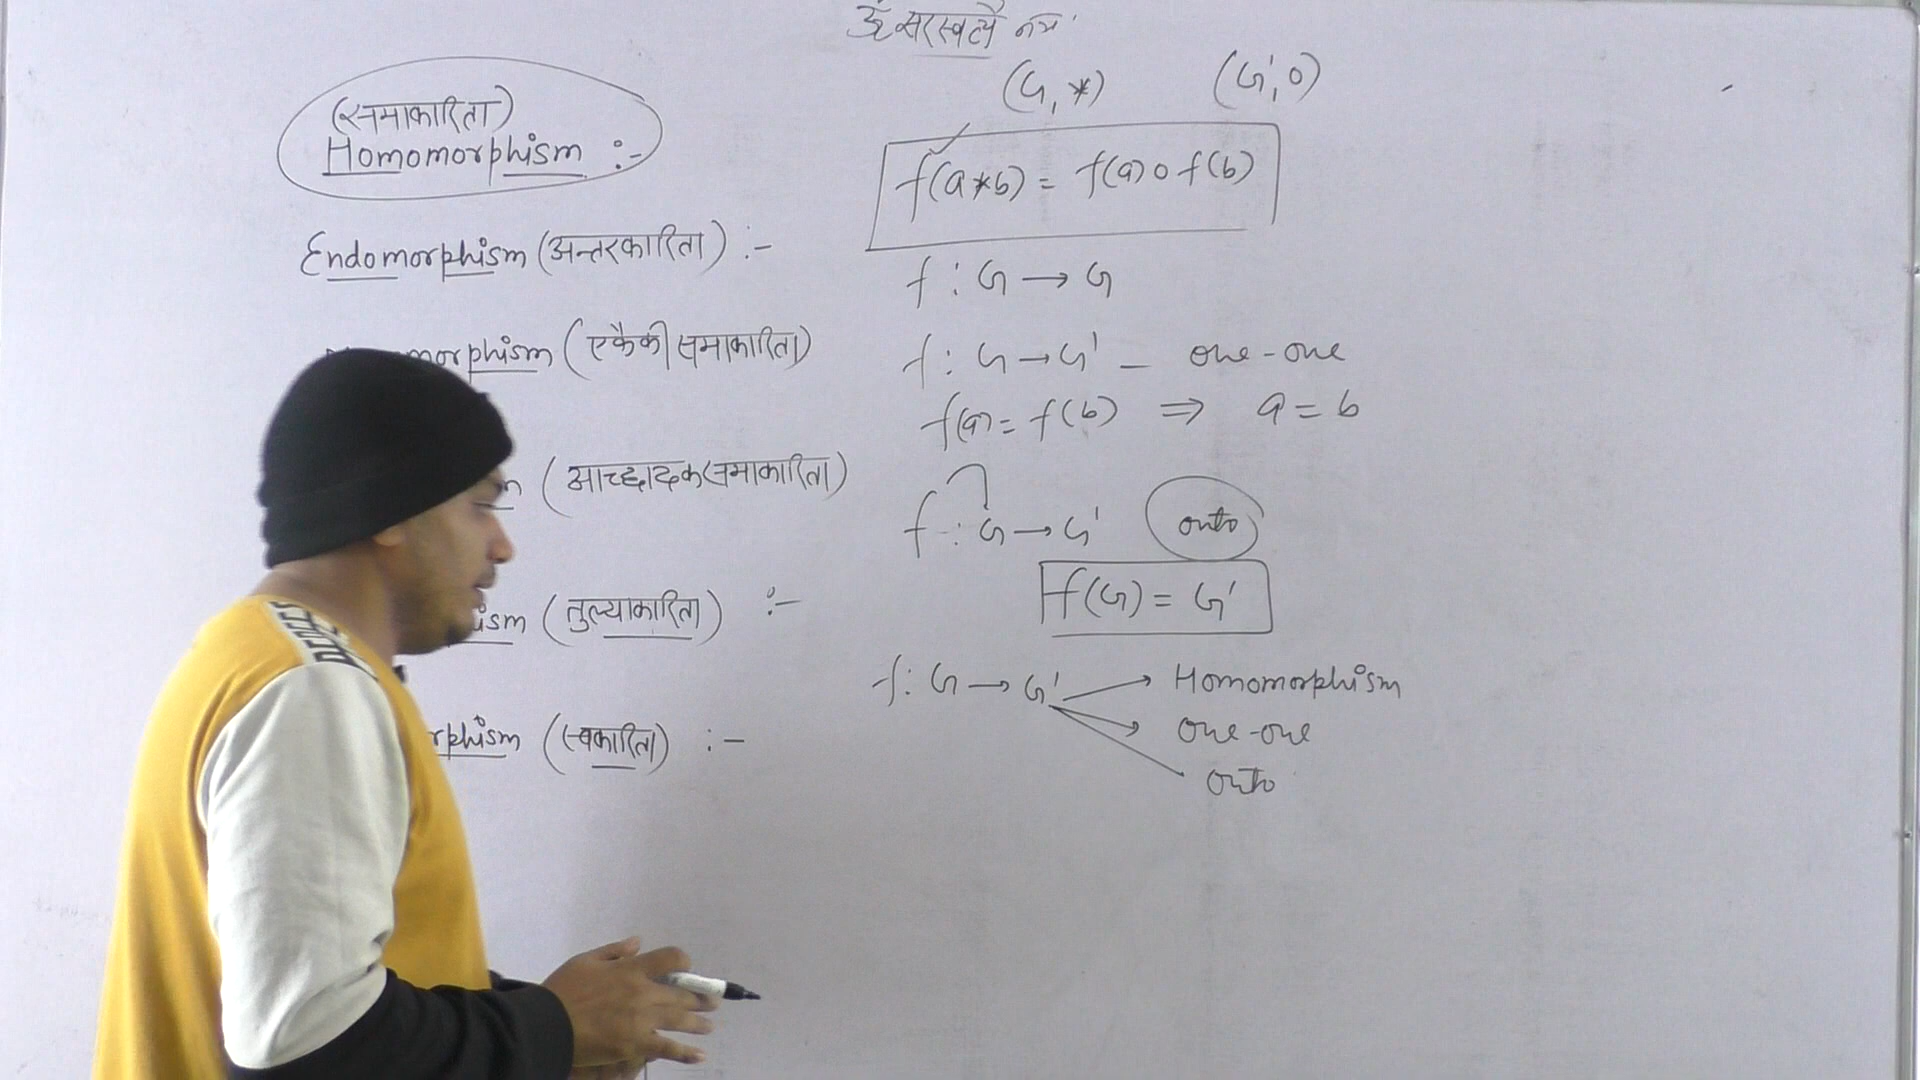 ॐ सरस्वत्यै नमः
(G, *) (G', o)
(समाकारिता)
Homomorphism :-
f(a*b) = f(a) o f(b)
Endomorphism (अन्तरकारिता) :-
f : G → G
morphism (एकैकी समाकारिता)
f : G → G' — one-one
f(a) = f(b) ⇒ a = b
(आच्छादक समाकारिता)
f : G → G' onto
f(G) = G'
ism (तुल्याकारिता) :-
f : G → G' → Homomorphism
→ one-one
onto
rphism (स्वकारिता) :-